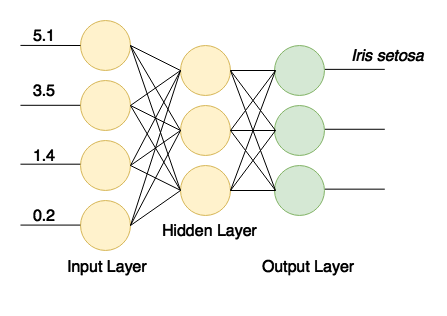 5.1
Iris setosa
3.5
1.4
0.2
Hidden Layer
Input Layer
Output Layer